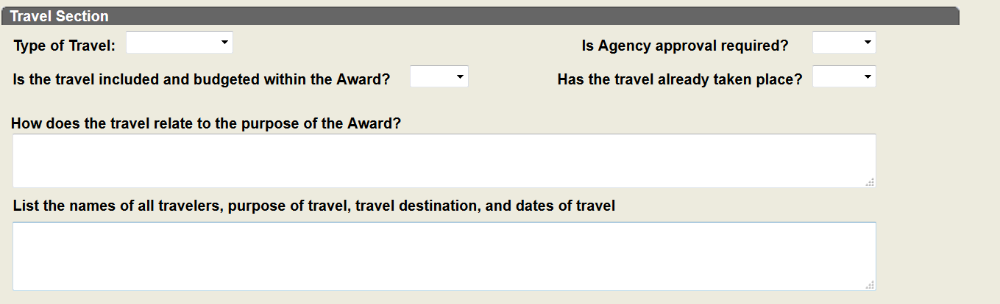 Travel Section
Type of Travel: Is Agency approval required?
Is the travel included and budgeted within the Award? Has the travel already taken place?
How does the travel relate to the purpose of the Award?
List the names of all travelers, purpose of travel, travel destination, and dates of travel